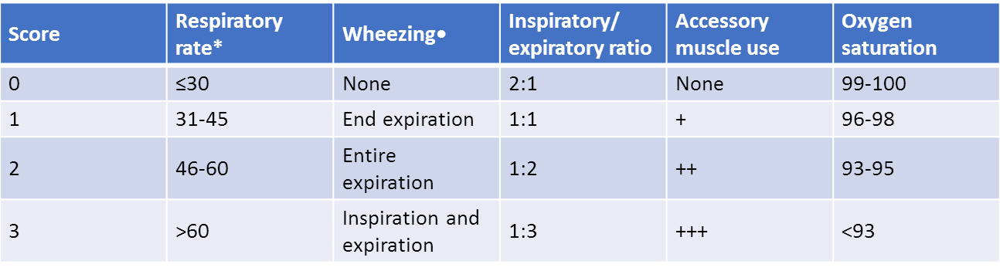 Score Respiratory rate* Wheezing• Inspiratory/ expiratory ratio Accessory muscle use Oxygen saturation
0 ≤30 None 2:1 None 99-100
1 31-45 End expiration 1:1 + 96-98
2 46-60 Entire expiration 1:2 ++ 93-95
3 >60 Inspiration and expiration 1:3 +++ <93